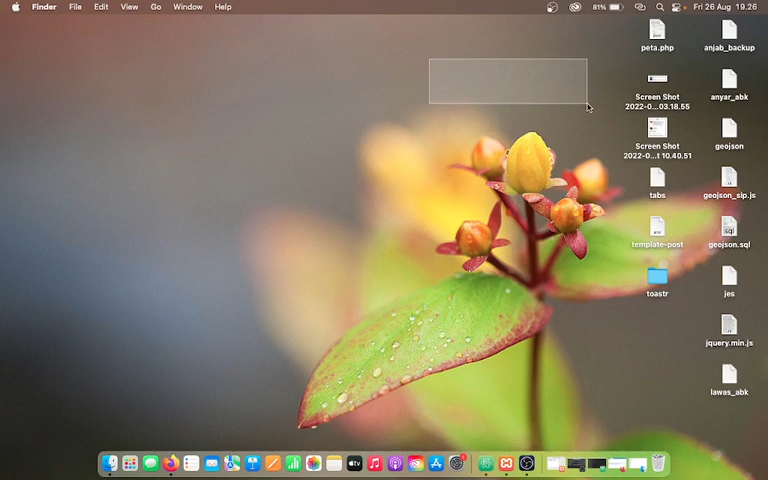 Finder File Edit View Go Window Help 81% Fri 26 Aug 19.26
peta.php
anjab_backup
Screen Shot
2022-0...03.18.55
anyar_abk
Screen Shot
2022-0...t 10.40.51
geojson
tabs
geojson_sip.js
template-post
geojson.sql
toastr
jes
jquery.min.js
lawas_abk